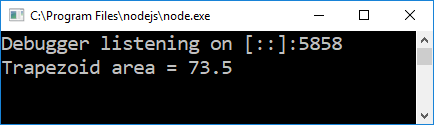 C:\Program Files\nodejs\node.exe
Debugger listening on [::]:5858
Trapezoid area = 73.5